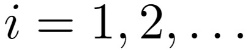 i = 1, 2, . . .